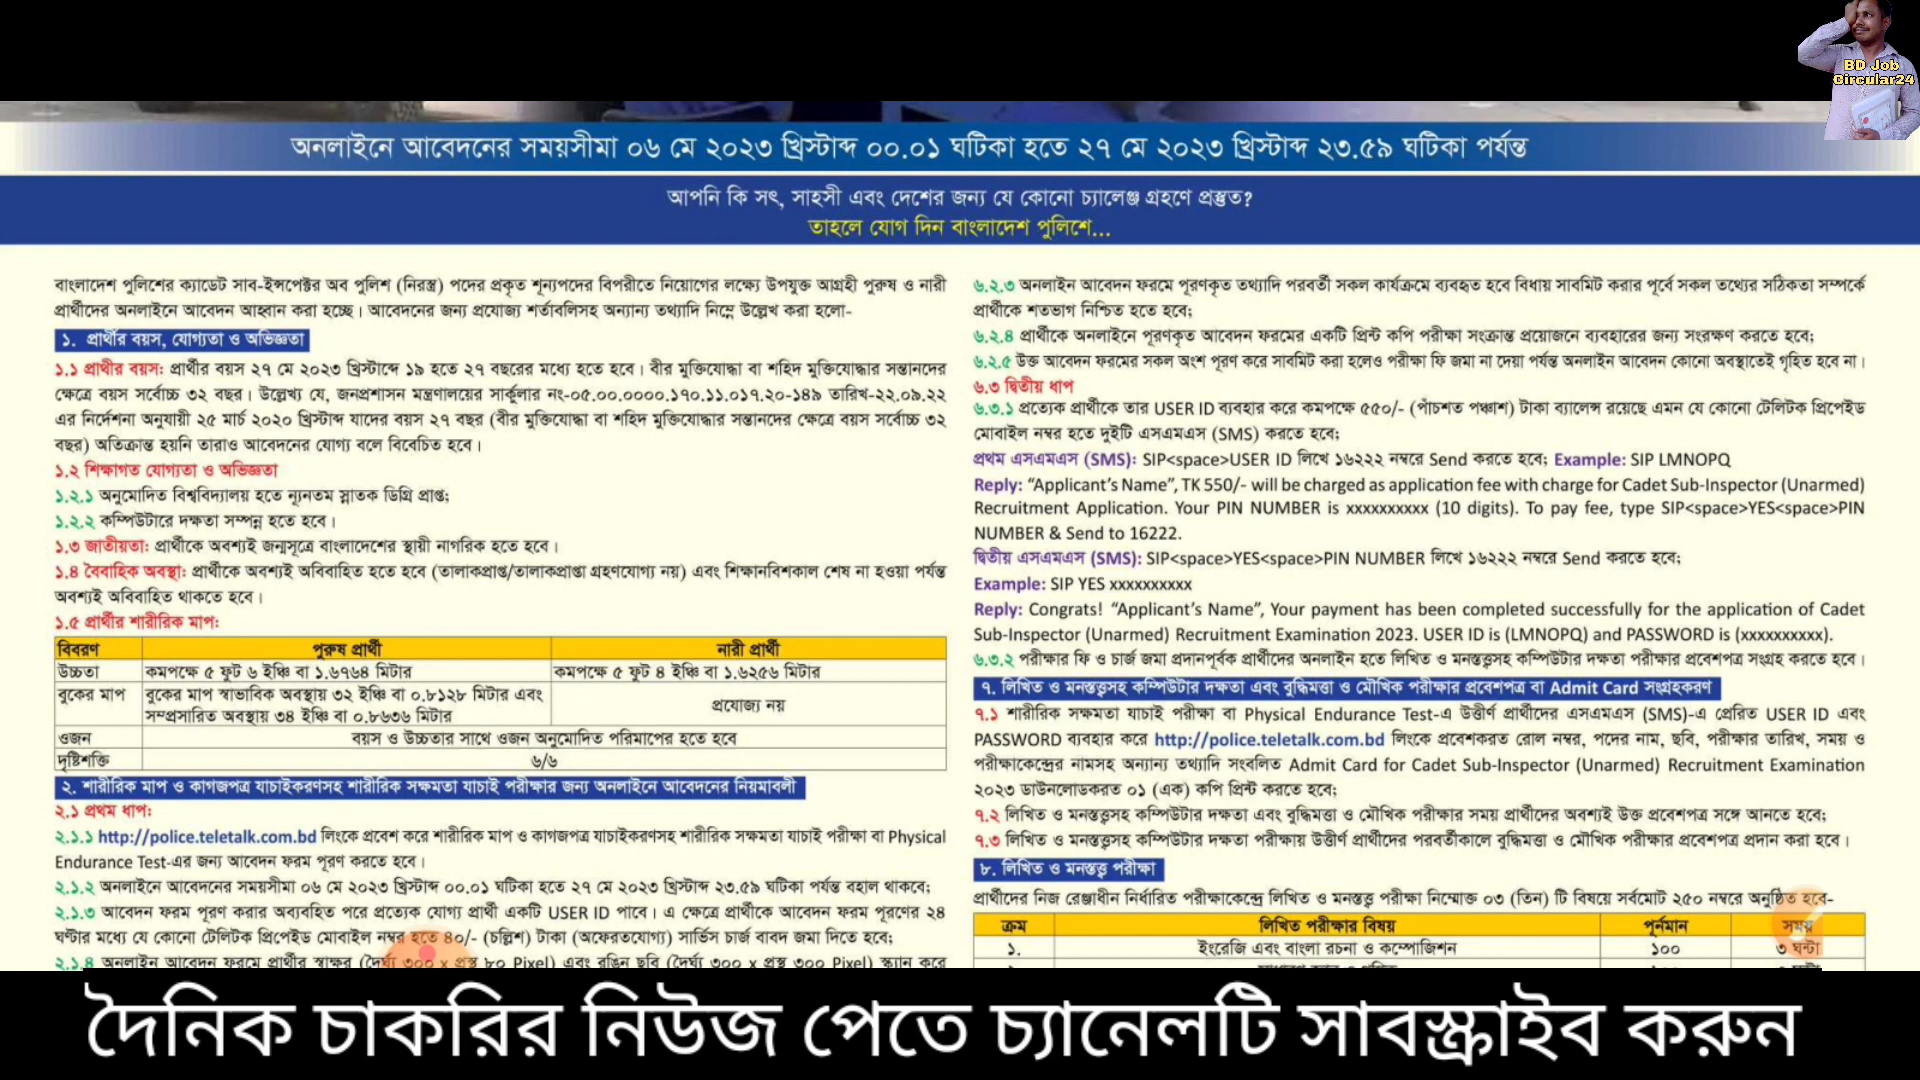 BD Job
Circular24
অনলাইনে আবেদনের সময়সীমা ০৬ মে ২০২৩ খ্রিস্টাব্দ ০০.০১ ঘটিকা হতে ২৭ মে ২০২৩ খ্রিস্টাব্দ ২৩.৫৯ ঘটিকা পর্যন্ত
আপনি কি সৎ, সাহসী এবং দেশের জন্য যে কোনো চ্যালেঞ্জ গ্রহণে প্রস্তুত?
তাহলে যোগ দিন বাংলাদেশ পুলিশে...
বাংলাদেশ পুলিশের ক্যাডেট সাব-ইন্সপেক্টর অব পুলিশ (নিরস্ত্র) পদের প্রকৃত শূন্যপদের বিপরীতে নিয়োগের লক্ষ্যে উপযুক্ত আগ্রহী পুরুষ ও নারী
প্রার্থীদের অনলাইনে আবেদন আহ্বান করা হচ্ছে। আবেদনের জন্য প্রযোজ্য শর্তাবলিসহ অন্যান্য তথ্যাদি নিম্নে উল্লেখ করা হলো-
১. প্রার্থীর বয়স, যোগ্যতা ও অভিজ্ঞতা
১.১ প্রার্থীর বয়স: প্রার্থীর বয়স ২৭ মে ২০২৩ খ্রিস্টাব্দে ১৯ হতে ২৭ বছরের মধ্যে হতে হবে। বীর মুক্তিযোদ্ধা বা শহিদ মুক্তিযোদ্ধার সন্তানদের
ক্ষেত্রে বয়স সর্বোচ্চ ৩২ বছর। উল্লেখ্য যে, জনপ্রশাসন মন্ত্রণালয়ের সার্কুলার নং-০৫.০০.০০০০.১৭০.১১.০১৭.২০-১৪৯ তারিখ-২২.০৯.২২
এর নির্দেশনা অনুযায়ী ২৫ মার্চ ২০২০ খ্রিস্টাব্দ যাদের বয়স ২৭ বছর (বীর মুক্তিযোদ্ধা বা শহিদ মুক্তিযোদ্ধার সন্তানদের ক্ষেত্রে বয়স সর্বোচ্চ ৩২
বছর) অতিক্রান্ত হয়নি তারাও আবেদনের যোগ্য বলে বিবেচিত হবে।
১.২ শিক্ষাগত যোগ্যতা ও অভিজ্ঞতা
১.২.১ অনুমোদিত বিশ্ববিদ্যালয় হতে ন্যূনতম স্নাতক ডিগ্রি প্রাপ্ত;
১.২.২ কম্পিউটারে দক্ষতা সম্পন্ন হতে হবে।
১.৩ জাতীয়তা: প্রার্থীকে অবশ্যই জন্মসূত্রে বাংলাদেশের স্থায়ী নাগরিক হতে হবে।
১.৪ বৈবাহিক অবস্থা: প্রার্থীকে অবশ্যই অবিবাহিত হতে হবে (তালাকপ্রাপ্ত/তালাকপ্রাপ্তা গ্রহণযোগ্য নয়) এবং শিক্ষানবিশকাল শেষ না হওয়া পর্যন্ত
অবশ্যই অবিবাহিত থাকতে হবে।
১.৫ প্রার্থীর শারীরিক মাপ:
বিবরণ পুরুষ প্রার্থী নারী প্রার্থী
উচ্চতা কমপক্ষে ৫ ফুট ৬ ইঞ্চি বা ১.৬৭৬৪ মিটার কমপক্ষে ৫ ফুট ৪ ইঞ্চি বা ১.৬২৫৬ মিটার
বুকের মাপ বুকের মাপ স্বাভাবিক অবস্থায় ৩২ ইঞ্চি বা ০.৮১২৮ মিটার এবং
সম্প্রসারিত অবস্থায় ৩৪ ইঞ্চি বা ০.৮৬৩৬ মিটার প্রযোজ্য নয়
ওজন বয়স ও উচ্চতার সাথে ওজন অনুমোদিত পরিমাপের হতে হবে
দৃষ্টিশক্তি ৬/৬
২. শারীরিক মাপ ও কাগজপত্র যাচাইকরণসহ শারীরিক সক্ষমতা যাচাই পরীক্ষার জন্য অনলাইনে আবেদনের নিয়মাবলী
২.১ প্রথম ধাপ:
২.১.১ http://police.teletalk.com.bd লিংকে প্রবেশ করে শারীরিক মাপ ও কাগজপত্র যাচাইকরণসহ শারীরিক সক্ষমতা যাচাই পরীক্ষা বা Physical
Endurance Test-এর জন্য আবেদন ফরম পূরণ করতে হবে।
২.১.২ অনলাইনে আবেদনের সময়সীমা ০৬ মে ২০২৩ খ্রিস্টাব্দ ০০.০১ ঘটিকা হতে ২৭ মে ২০২৩ খ্রিস্টাব্দ ২৩.৫৯ ঘটিকা পর্যন্ত বহাল থাকবে;
২.১.৩ আবেদন ফরম পূরণ করার অব্যবহিত পরে প্রত্যেক যোগ্য প্রার্থী একটি USER ID পাবে। এ ক্ষেত্রে প্রার্থীকে আবেদন ফরম পূরণের ২৪
ঘণ্টার মধ্যে যে কোনো টেলিটক প্রিপেইড মোবাইল নম্বর হতে ৪০/- (চল্লিশ) টাকা (অফেরতযোগ্য) সার্ভিস চার্জ বাবদ জমা দিতে হবে;
২.১.৪ অনলাইন আবেদন ফরমে প্রার্থীর স্বাক্ষর (দৈর্ঘ্য ৩০০ x প্রস্থ ৮০ Pixel) এবং রঙিন ছবি (দৈর্ঘ্য ৩০০ x প্রস্থ ৩০০ Pixel) স্ক্যান করে
৬.২.৩ অনলাইন আবেদন ফরমে পূরণকৃত তথ্যাদি পরবর্তী সকল কার্যক্রমে ব্যবহৃত হবে বিধায় সাবমিট করার পূর্বে সকল তথ্যের সঠিকতা সম্পর্কে
প্রার্থীকে শতভাগ নিশ্চিত হতে হবে;
৬.২.৪ প্রার্থীকে অনলাইনে পূরণকৃত আবেদন ফরমের একটি প্রিন্ট কপি পরীক্ষা সংক্রান্ত প্রয়োজনে ব্যবহারের জন্য সংরক্ষণ করতে হবে;
৬.২.৫ উক্ত আবেদন ফরমের সকল অংশ পূরণ করে সাবমিট করা হলেও পরীক্ষা ফি জমা না দেয়া পর্যন্ত অনলাইন আবেদন কোনো অবস্থাতেই গৃহিত হবে না।
৬.৩ দ্বিতীয় ধাপ
৬.৩.১ প্রত্যেক প্রার্থীকে তার USER ID ব্যবহার করে কমপক্ষে ৫৫০/- (পাঁচশত পঞ্চাশ) টাকা ব্যালেন্স রয়েছে এমন যে কোনো টেলিটক প্রিপেইড
মোবাইল নম্বর হতে দুইটি এসএমএস (SMS) করতে হবে;
প্রথম এসএমএস (SMS): SIP<space>USER ID লিখে ১৬২২২ নম্বরে Send করতে হবে; Example: SIP LMNOPQ
Reply: “Applicant’s Name”, TK 550/- will be charged as application fee with charge for Cadet Sub-Inspector (Unarmed)
Recruitment Application. Your PIN NUMBER is xxxxxxxxxx (10 digits). To pay fee, type SIP<space>YES<space>PIN
NUMBER & Send to 16222.
দ্বিতীয় এসএমএস (SMS): SIP<space>YES<space>PIN NUMBER লিখে ১৬২২২ নম্বরে Send করতে হবে;
Example: SIP YES xxxxxxxxxx
Reply: Congrats! “Applicant’s Name”, Your payment has been completed successfully for the application of Cadet
Sub-Inspector (Unarmed) Recruitment Examination 2023. USER ID is (LMNOPQ) and PASSWORD is (xxxxxxxxxx).
৬.৩.২ পরীক্ষার ফি ও চার্জ জমা প্রদানপূর্বক প্রার্থীদের অনলাইন হতে লিখিত ও মনস্তত্ত্বসহ কম্পিউটার দক্ষতা পরীক্ষার প্রবেশপত্র সংগ্রহ করতে হবে।
৭. লিখিত ও মনস্তত্ত্বসহ কম্পিউটার দক্ষতা এবং বুদ্ধিমত্তা ও মৌখিক পরীক্ষার প্রবেশপত্র বা Admit Card সংগ্রহকরণ
৭.১ শারীরিক সক্ষমতা যাচাই পরীক্ষা বা Physical Endurance Test-এ উত্তীর্ণ প্রার্থীদের এসএমএস (SMS)-এ প্রেরিত USER ID এবং
PASSWORD ব্যবহার করে http://police.teletalk.com.bd লিংকে প্রবেশকরত রোল নম্বর, পদের নাম, ছবি, পরীক্ষার তারিখ, সময় ও
পরীক্ষাকেন্দ্রের নামসহ অন্যান্য তথ্যাদি সংবলিত Admit Card for Cadet Sub-Inspector (Unarmed) Recruitment Examination
২০২৩ ডাউনলোডকরত ০১ (এক) কপি প্রিন্ট করতে হবে;
৭.২ লিখিত ও মনস্তত্ত্বসহ কম্পিউটার দক্ষতা এবং বুদ্ধিমত্তা ও মৌখিক পরীক্ষার সময় প্রার্থীদের অবশ্যই উক্ত প্রবেশপত্র সঙ্গে আনতে হবে;
৭.৩ লিখিত ও মনস্তত্ত্বসহ কম্পিউটার দক্ষতা পরীক্ষায় উত্তীর্ণ প্রার্থীদের পরবর্তীকালে বুদ্ধিমত্তা ও মৌখিক পরীক্ষার প্রবেশপত্র প্রদান করা হবে।
৮. লিখিত ও মনস্তত্ত্ব পরীক্ষা
প্রার্থীদের নিজ রেঞ্জাধীন নির্ধারিত পরীক্ষাকেন্দ্রে লিখিত ও মনস্তত্ত্ব পরীক্ষা নিম্মোক্ত ০৩ (তিন) টি বিষয়ে সর্বমোট ২৫০ নম্বরে অনুষ্ঠিত হবে-
ক্রম লিখিত পরীক্ষার বিষয় পূর্নমান সময়
১. ইংরেজি এবং বাংলা রচনা ও কম্পোজিশন ১০০ ৩ ঘন্টা
দৈনিক চাকরির নিউজ পেতে চ্যানেলটি সাবস্ক্রাইব করুন